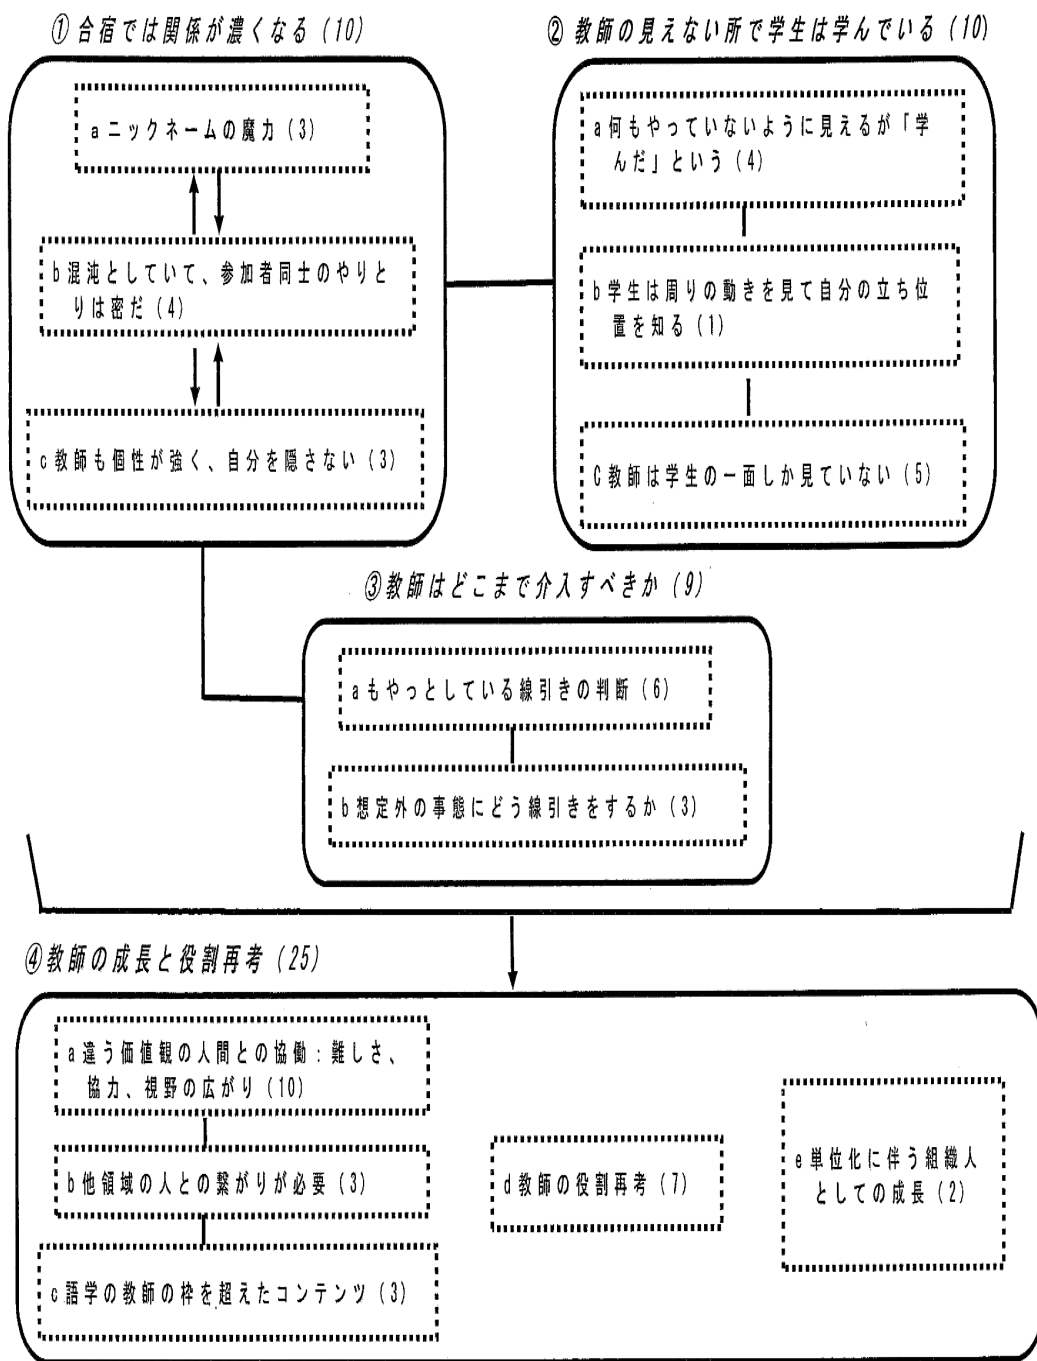 ① 合宿では関係が濃くなる (10)
a ニックネームの魔力 (3)
b 混沌としていて、参加者同士のやりと
りは密だ (4)
c 教師も個性が強く、自分を隠さない (3)
② 教師の見えない所で学生は学んでいる (10)
a 何もやっていないように見えるが「学
んだ」という (4)
b 学生は周りの動きを見て自分の立ち位
置を知る (1)
C 教師は学生の一面しか見ていない (5)
③教師はどこまで介入すべきか (9)
a もやっとしている線引きの判断 (6)
b 想定外の事態にどう線引きをするか (3)
④教師の成長と役割再考 (25)
a 違う価値観の人間との協働：難しさ、
協力、視野の広がり (10)
b 他領域の人との繋がりが必要 (3)
c 語学の教師の枠を超えたコンテンツ (3)
d 教師の役割再考 (7)
e 単位化に伴う組織人
としての成長 (2)